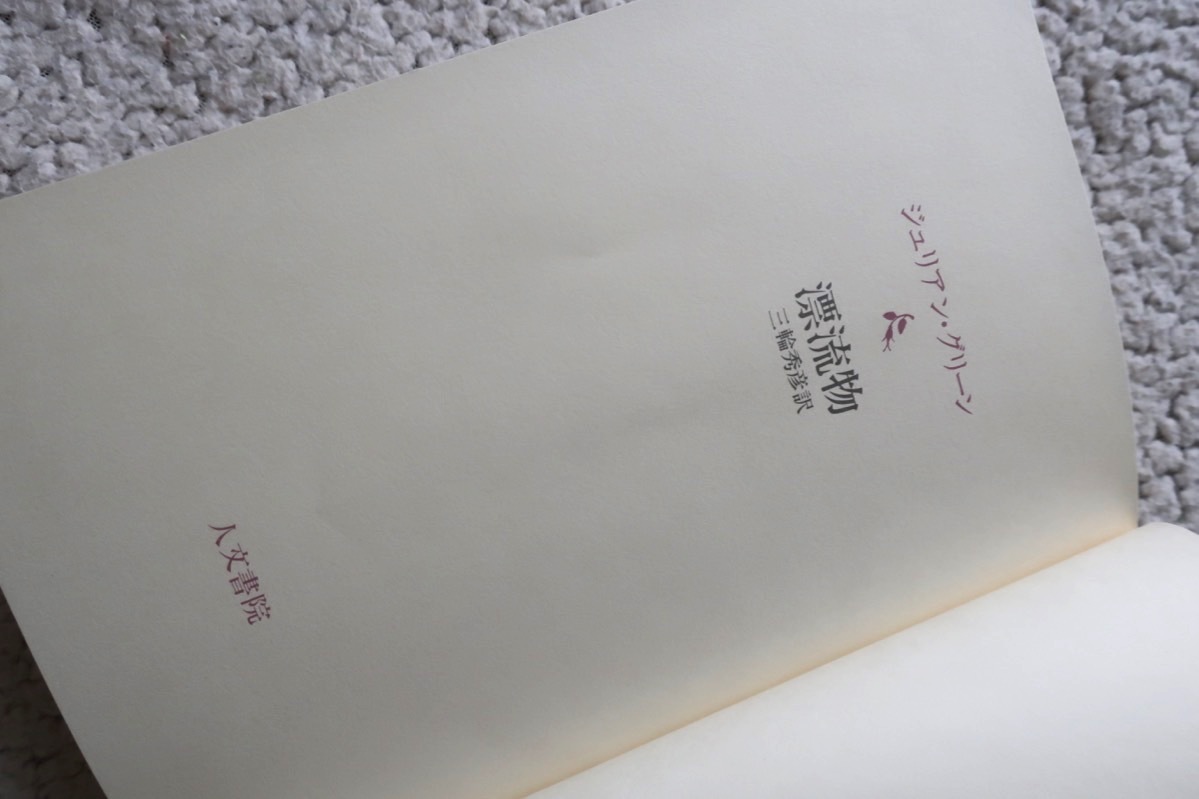 ジュリアン・グリーン
漂流物
三輪秀彦訳
人文書院